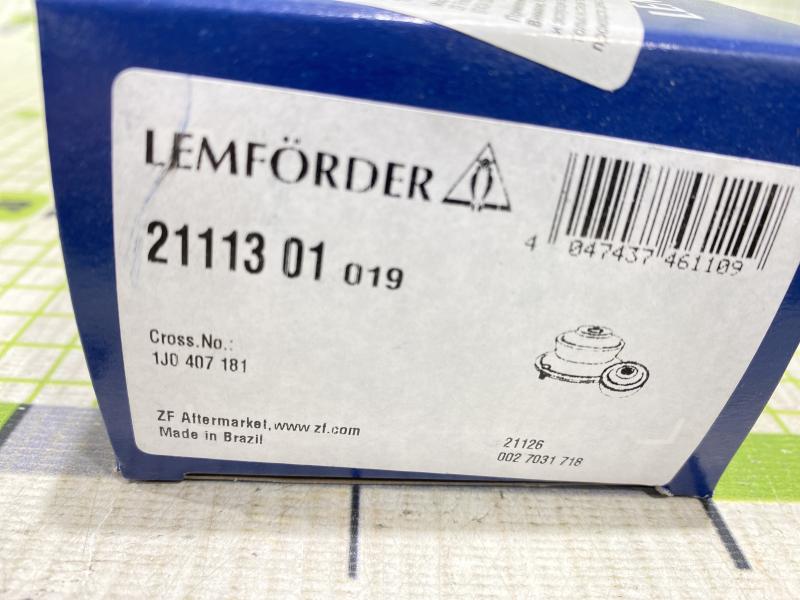 LEMFÖRDER
21113 01 019
4 047437 461109
Cross.No.:
1J0 407 181
ZF Aftermarket, www.zf.com
Made in Brazil
21126
002 7031 718